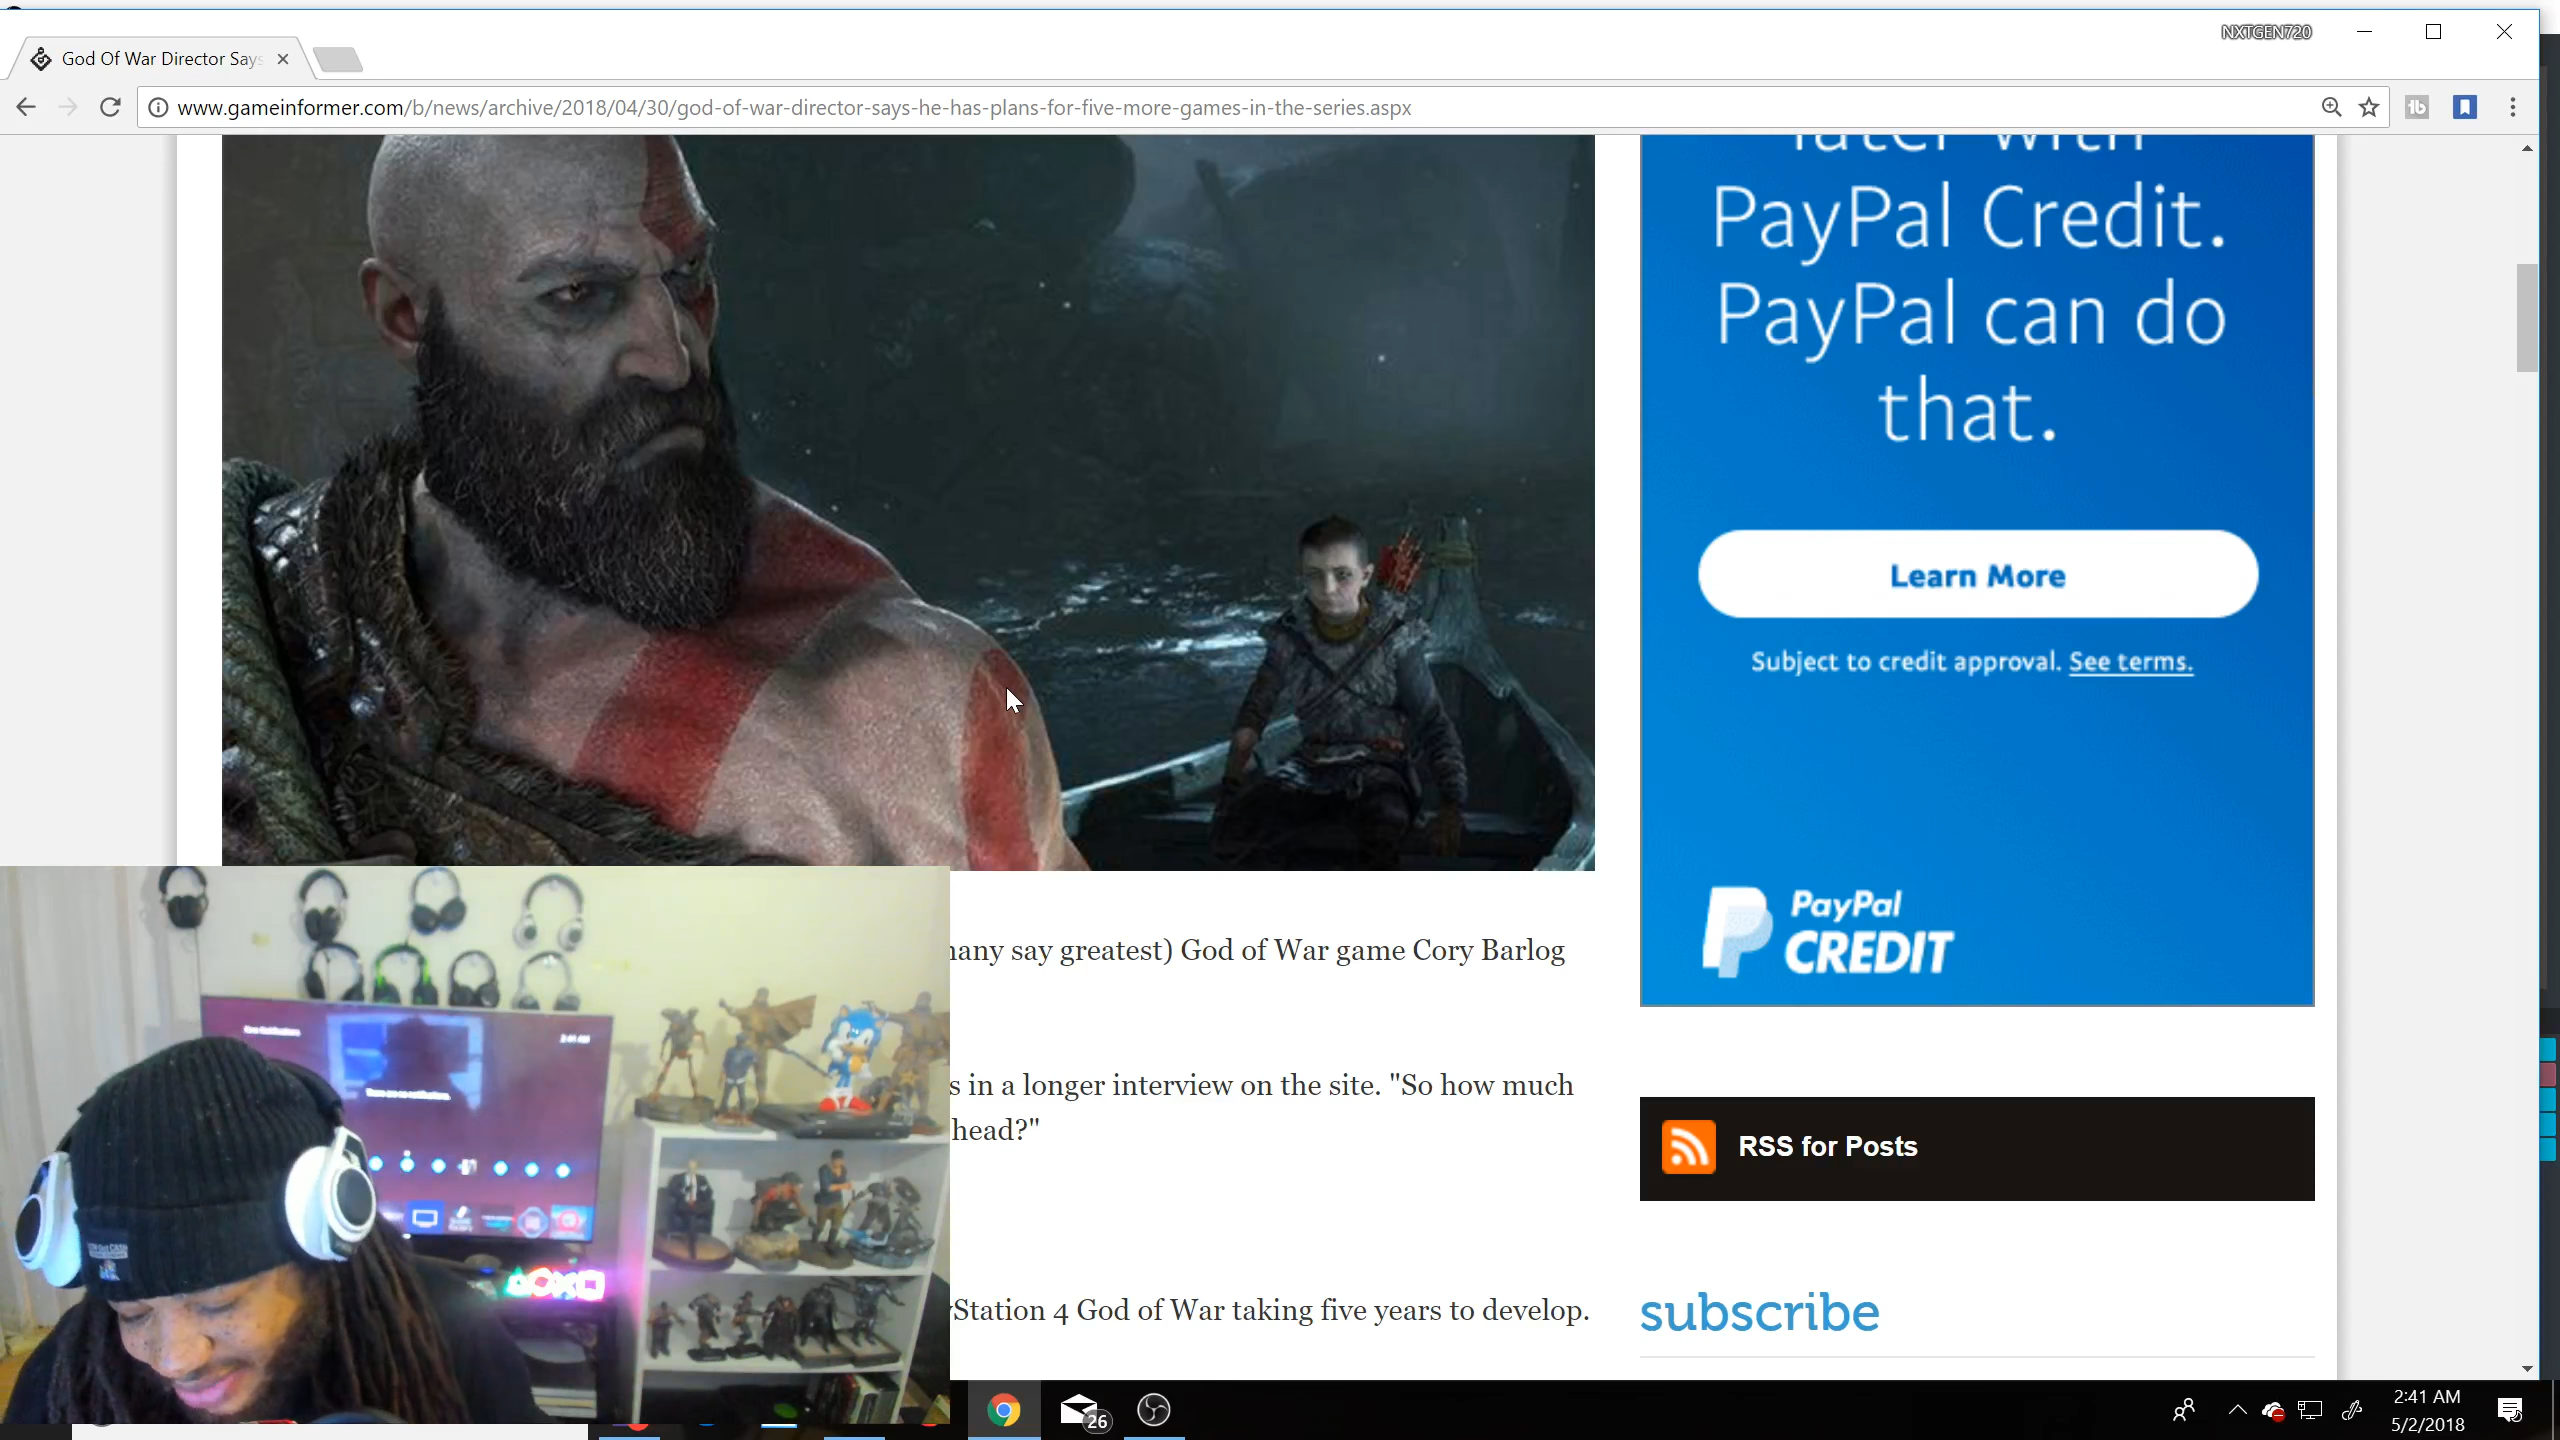 NXTGEN720
God Of War Director Says
www.gameinformer.com/b/news/archive/2018/04/30/god-of-war-director-says-he-has-plans-for-five-more-games-in-the-series.aspx
later with
PayPal Credit.
PayPal can do
that.
Learn More
Subject to credit approval. See terms.
PayPal
CREDIT
many say greatest) God of War game Cory Barlog
s in a longer interview on the site. "So how much
head?"
yStation 4 God of War taking five years to develop.
RSS for Posts
subscribe
26
2:41 AM
5/2/2018